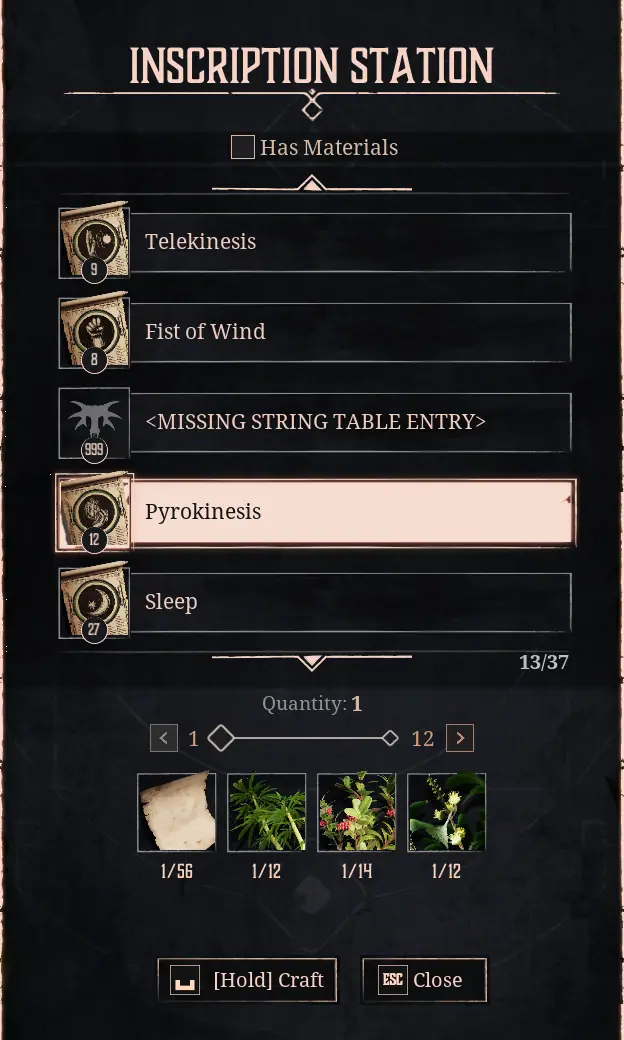 INSCRIPTION STATION
Has Materials
Telekinesis
9
Fist of Wind
8
<MISSING STRING TABLE ENTRY>
999
Pyrokinesis
12
Sleep
27
13/37
Quantity: 1
< 1 12 >
1/56 1/12 1/14 1/12
[Hold] Craft ESC Close